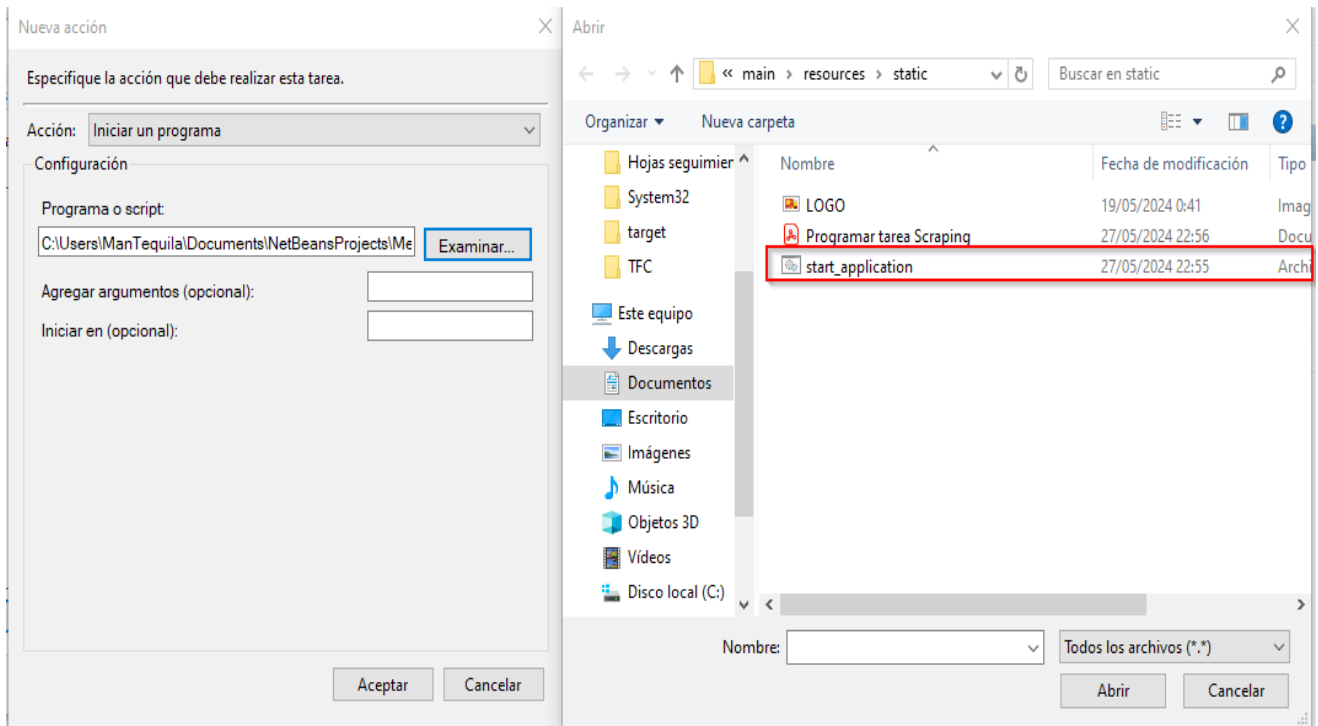 Nueva acción
Especifique la acción que debe realizar esta tarea.
Acción: Iniciar un programa
Configuración
Programa o script:
C:\Users\ManTequila\Documents\NetBeansProjects\Me Examinar...
Agregar argumentos (opcional):
Iniciar en (opcional):
Aceptar Cancelar
Abrir
« main > resources > static Buscar en static
Organizar Nueva carpeta
Hojas seguimier
System32
target
TFC
Este equipo
Descargas
Documentos
Escritorio
Imágenes
Música
Objetos 3D
Vídeos
Disco local (C:)
Nombre Fecha de modificación Tipo
LOGO 19/05/2024 0:41 Imag
Programar tarea Scraping 27/05/2024 22:56 Docu
start_application 27/05/2024 22:55 Archi
Nombre: Todos los archivos (*.*)
Abrir Cancelar